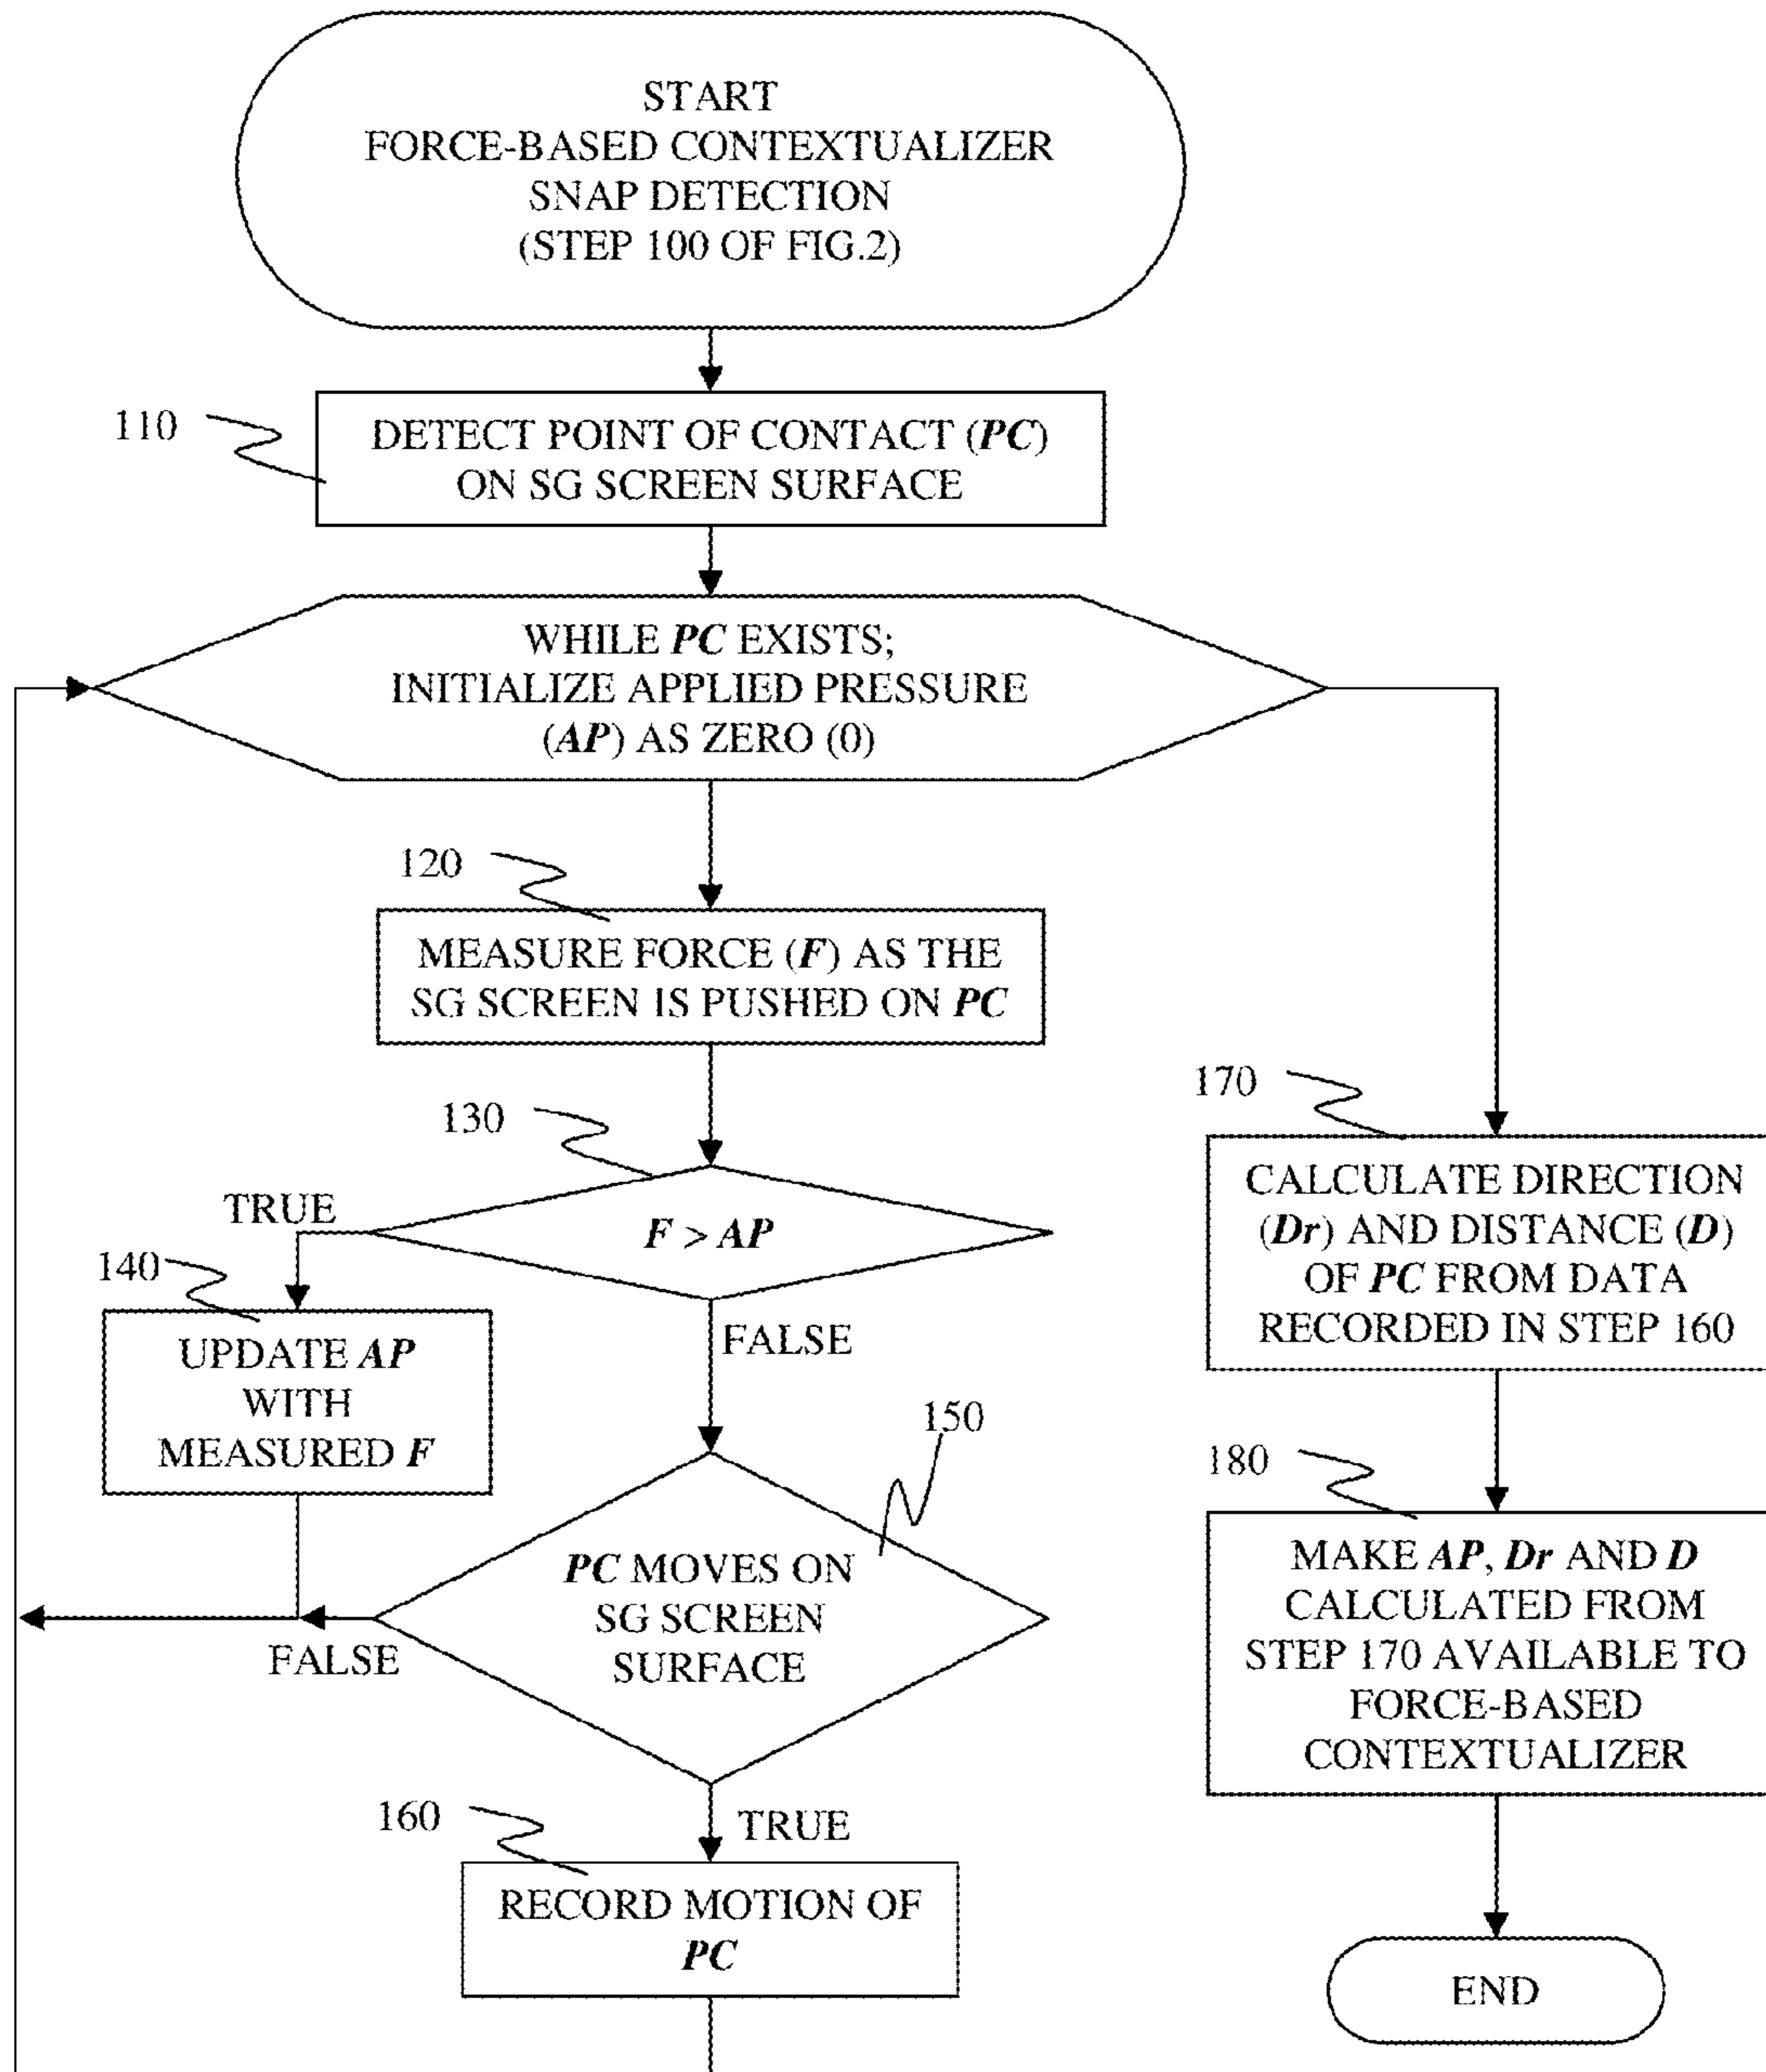 START
FORCE-BASED CONTEXTUALIZER
SNAP DETECTION
(STEP 100 OF FIG.2)
110
DETECT POINT OF CONTACT (PC)
ON SG SCREEN SURFACE
WHILE PC EXISTS;
INITIALIZE APPLIED PRESSURE
(AP) AS ZERO (0)
120
MEASURE FORCE (F) AS THE
SG SCREEN IS PUSHED ON PC
130
F > AP
TRUE
140
UPDATE AP
WITH
MEASURED F
FALSE
150
PC MOVES ON
SG SCREEN
SURFACE
FALSE
TRUE
160
RECORD MOTION OF
PC
170
CALCULATE DIRECTION
(Dr) AND DISTANCE (D)
OF PC FROM DATA
RECORDED IN STEP 160
180
MAKE AP, Dr AND D
CALCULATED FROM
STEP 170 AVAILABLE TO
FORCE-BASED
CONTEXTUALIZER
END